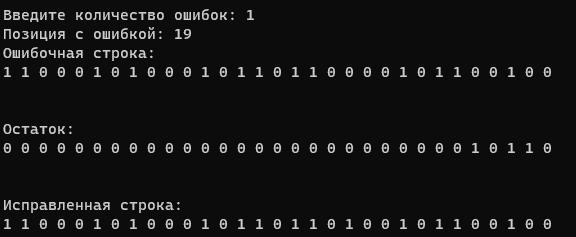 Введите количество ошибок: 1
Позиция с ошибкой: 19
Ошибочная строка:
1 1 0 0 0 1 0 1 0 0 0 1 0 1 1 0 1 1 0 0 0 0 1 0 1 1 0 0 1 0 0
Остаток:
0 0 0 0 0 0 0 0 0 0 0 0 0 0 0 0 0 0 0 0 0 0 0 0 0 0 1 0 1 1 0
Исправленная строка:
1 1 0 0 0 1 0 1 0 0 0 1 0 1 1 0 1 1 0 1 0 0 1 0 1 1 0 0 1 0 0